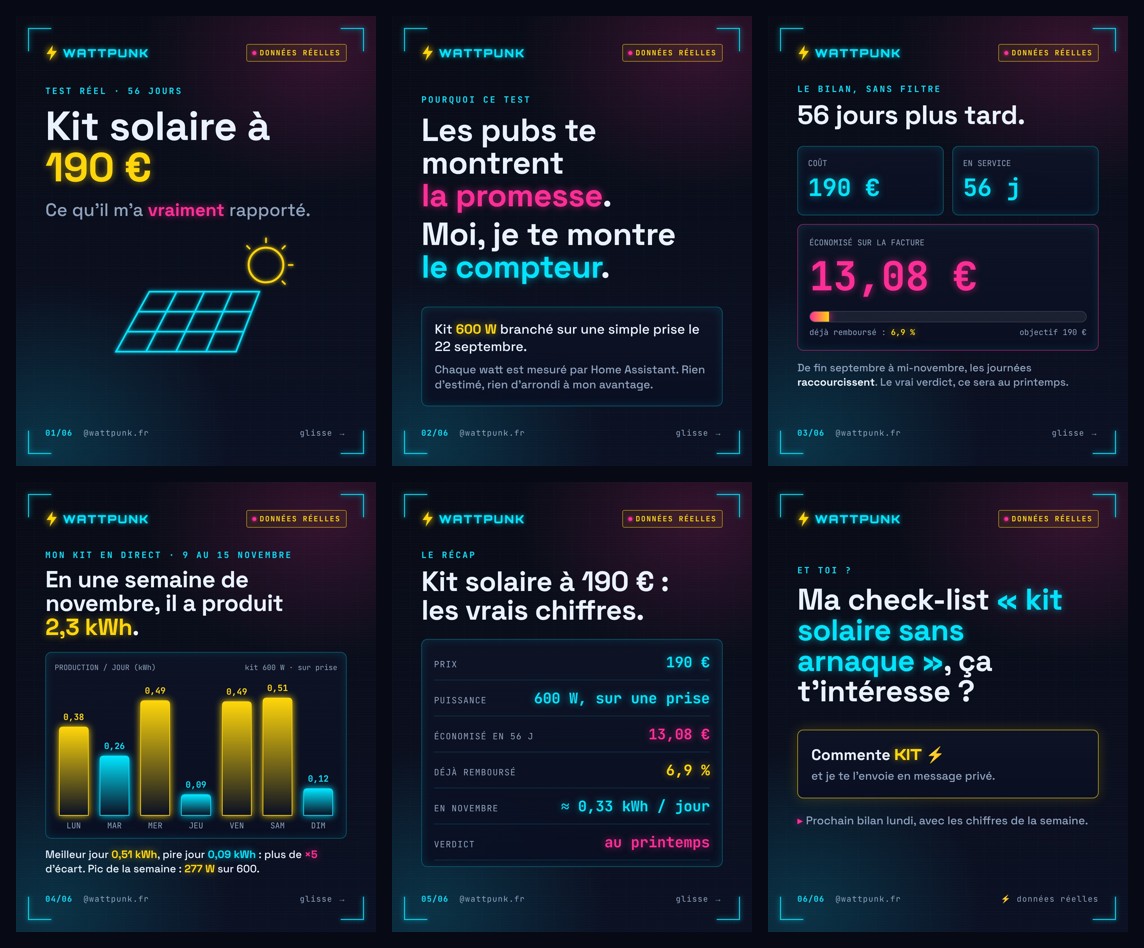 ⚡ WATTPUNK
DONNÉES RÉELLES
TEST RÉEL · 56 JOURS
Kit solaire à
190 €
Ce qu'il m'a vraiment rapporté.
01/06 @wattpunk.fr
glisse →
⚡ WATTPUNK
DONNÉES RÉELLES
POURQUOI CE TEST
Les pubs te
montrent
la promesse.
Moi, je te montre
le compteur.
Kit 600 W branché sur une simple prise le
22 septembre.
Chaque watt est mesuré par Home Assistant. Rien
d'estimé, rien d'arrondi à mon avantage.
02/06 @wattpunk.fr
glisse →
⚡ WATTPUNK
DONNÉES RÉELLES
LE BILAN, SANS FILTRE
56 jours plus tard.
COÛT
190 €
EN SERVICE
56 j
ÉCONOMISÉ SUR LA FACTURE
13,08 €
déjà remboursé : 6,9 %
objectif 190 €
De fin septembre à mi-novembre, les journées
raccourcissent. Le vrai verdict, ce sera au printemps.
03/06 @wattpunk.fr
glisse →
⚡ WATTPUNK
DONNÉES RÉELLES
MON KIT EN DIRECT · 9 AU 15 NOVEMBRE
En une semaine de
novembre, il a produit
2,3 kWh.
PRODUCTION / JOUR (kWh)
kit 600 W · sur prise
0,38
0,26
0,49
0,09
0,49
0,51
0,12
LUN
MAR
MER
JEU
VEN
SAM
DIM
Meilleur jour 0,51 kWh, pire jour 0,09 kWh : plus de ×5
d'écart. Pic de la semaine : 277 W sur 600.
04/06 @wattpunk.fr
glisse →
⚡ WATTPUNK
DONNÉES RÉELLES
LE RÉCAP
Kit solaire à 190 € :
les vrais chiffres.
PRIX
190 €
PUISSANCE
600 W, sur une prise
ÉCONOMISÉ EN 56 J
13,08 €
DÉJÀ REMBOURSÉ
6,9 %
EN NOVEMBRE
≈ 0,33 kWh / jour
VERDICT
au printemps
05/06 @wattpunk.fr
glisse →
⚡ WATTPUNK
DONNÉES RÉELLES
ET TOI ?
Ma check-list « kit
solaire sans
arnaque », ça
t'intéresse ?
Commente KIT ⚡
et je te l'envoie en message privé.
▸ Prochain bilan lundi, avec les chiffres de la semaine.
06/06 @wattpunk.fr
⚡ données réelles